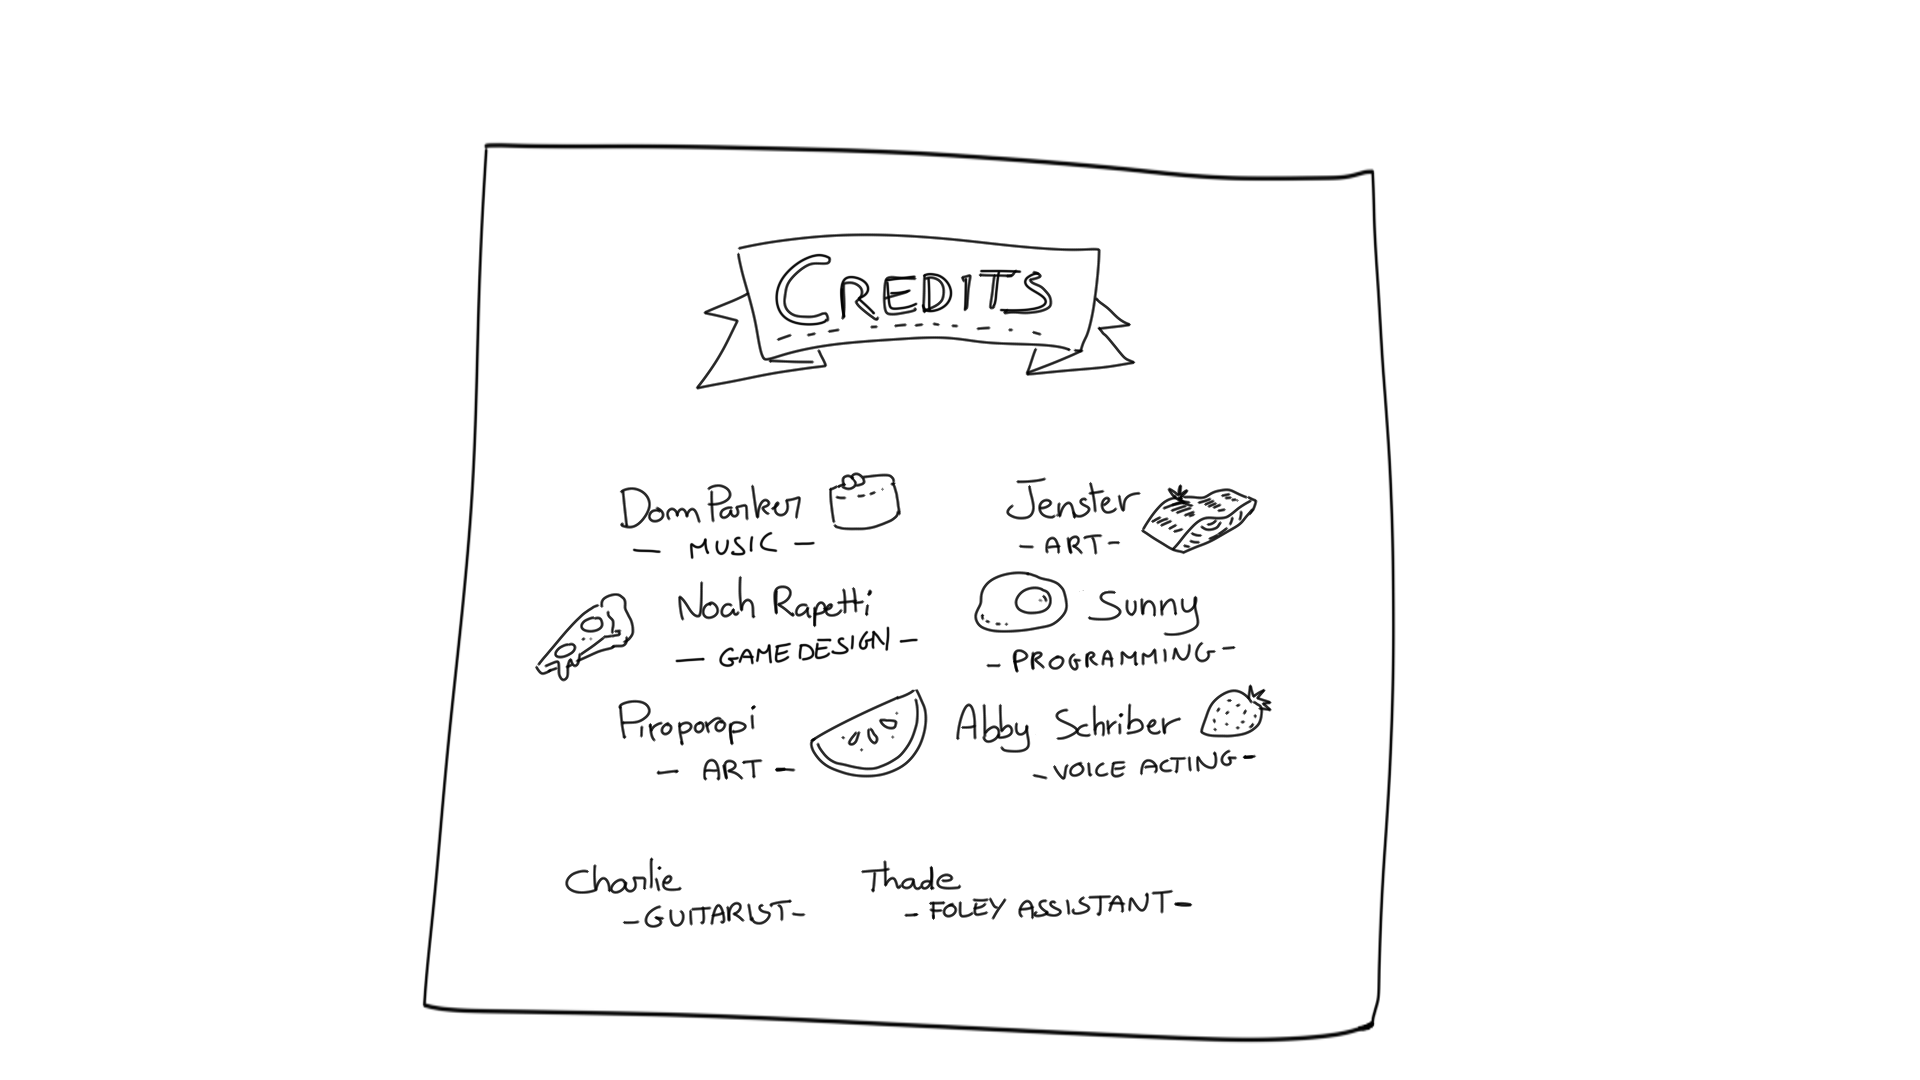 CREDITS
Dom Parker
- MUSIC -
Jenster
- ART -
Noah Rapetti
- GAME DESIGN -
Sunny
- PROGRAMMING -
Piroporopi
- ART -
Abby Schriber
- VOICE ACTING -
Charlie
- GUITARIST -
Thade
- FOLEY ASSISTANT -